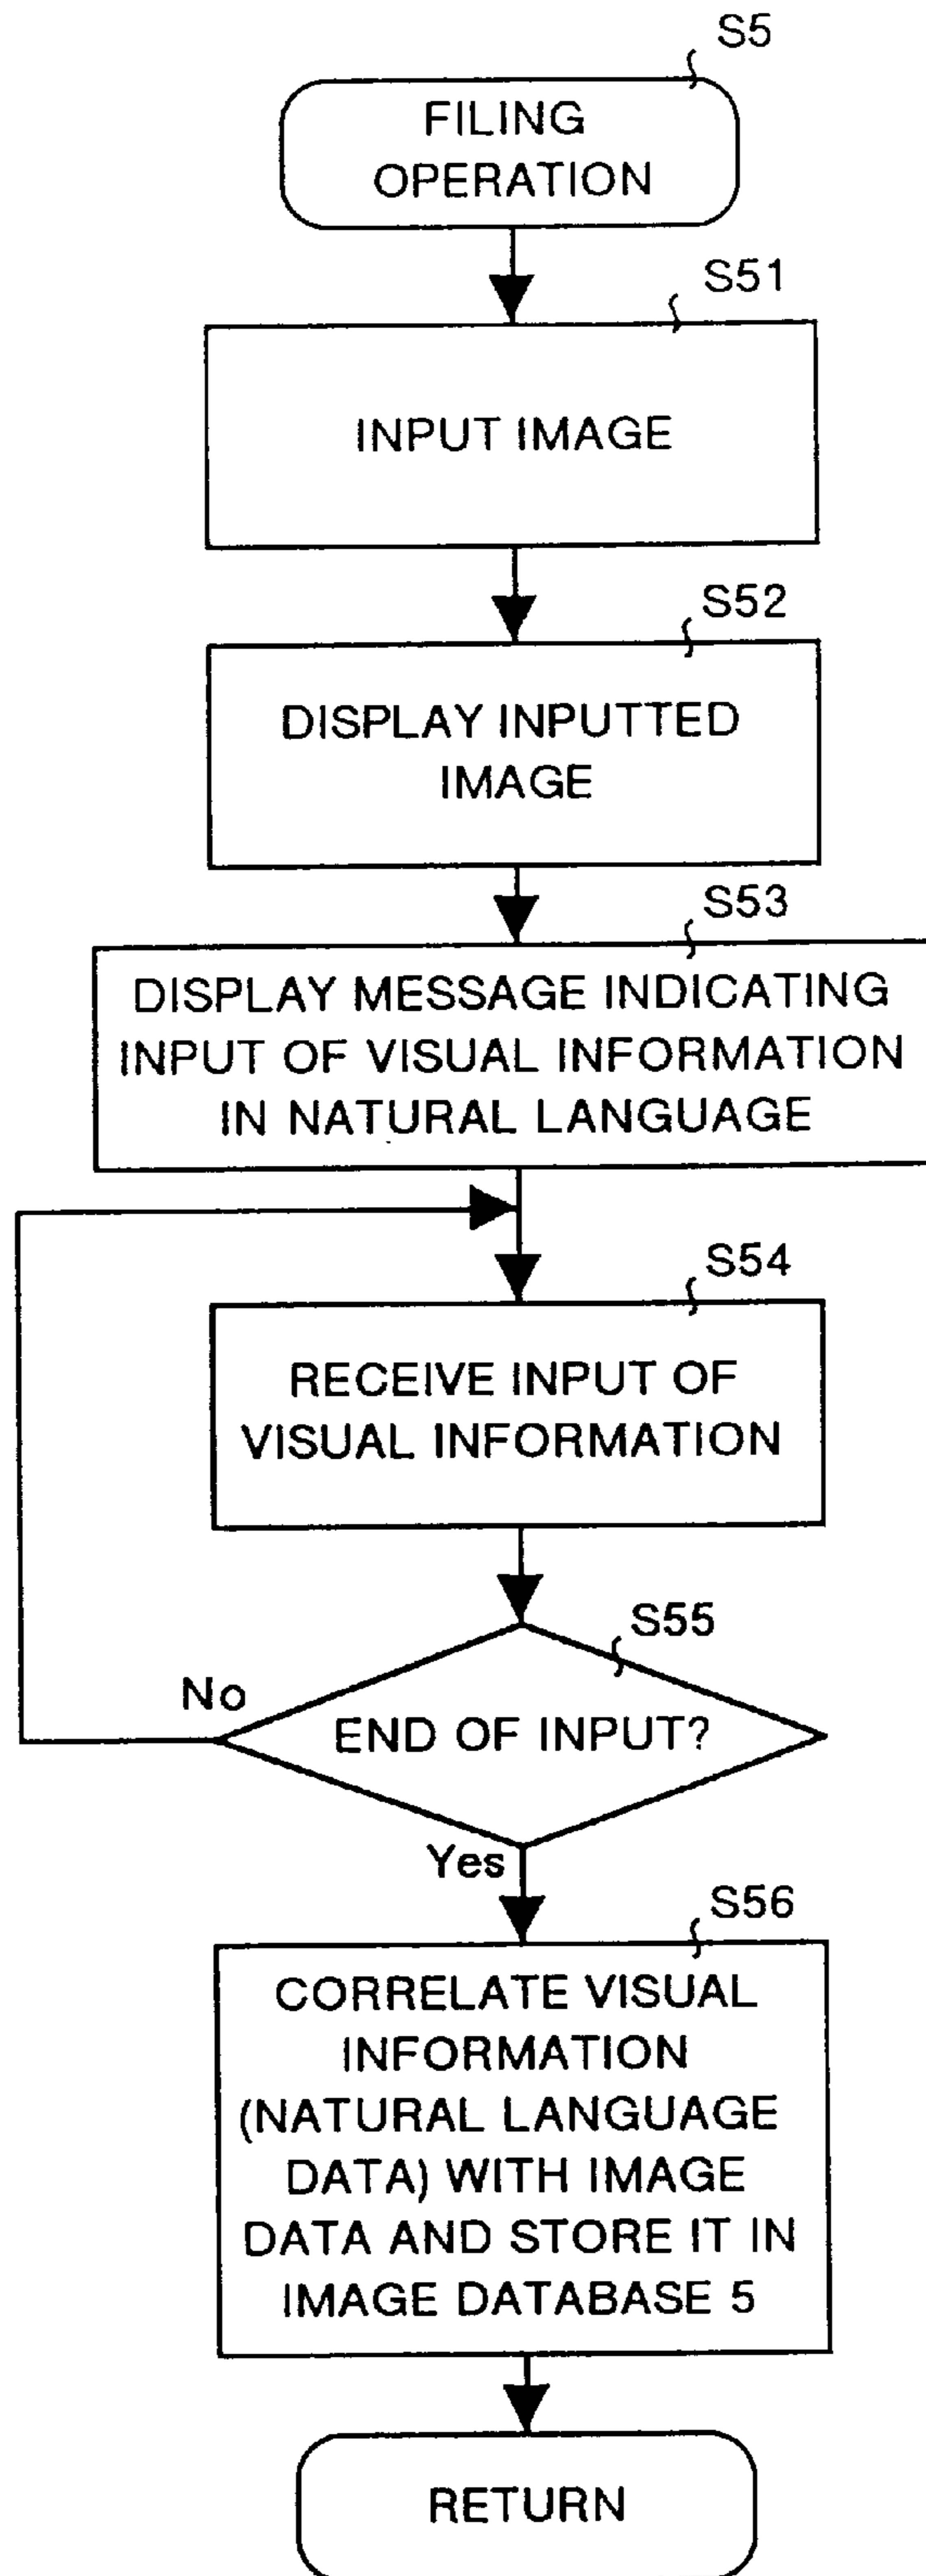 S5
FILING
OPERATION
S51
INPUT IMAGE
S52
DISPLAY INPUTTED
IMAGE
S53
DISPLAY MESSAGE INDICATING
INPUT OF VISUAL INFORMATION
IN NATURAL LANGUAGE
S54
RECEIVE INPUT OF
VISUAL INFORMATION
S55
No
END OF INPUT?
Yes
S56
CORRELATE VISUAL
INFORMATION
(NATURAL LANGUAGE
DATA) WITH IMAGE
DATA AND STORE IT IN
IMAGE DATABASE 5
RETURN